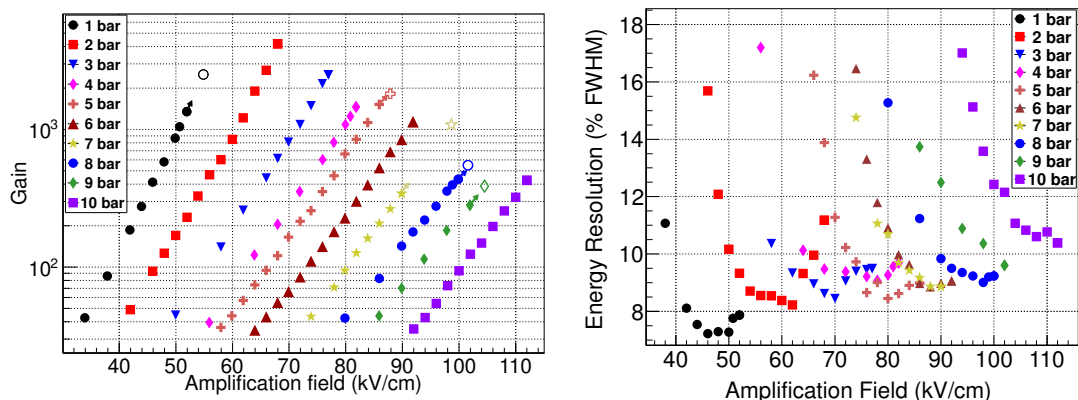 1 bar
2 bar
3 bar
4 bar
5 bar
6 bar
7 bar
8 bar
9 bar
10 bar
10³
10²
Gain
40 50 60 70 80 90 100 110
Amplification field (kV/cm)
1 bar
2 bar
3 bar
4 bar
5 bar
6 bar
7 bar
8 bar
9 bar
10 bar
18
16
14
12
10
8
Energy Resolution (% FWHM)
40 50 60 70 80 90 100 110
Amplification Field (kV/cm)